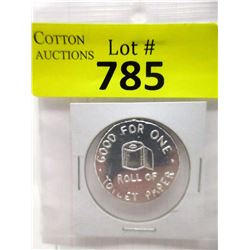 COTTON
AUCTIONS
Lot #
785
GOOD FOR ONE
ROLL OF
TOILET PAPER